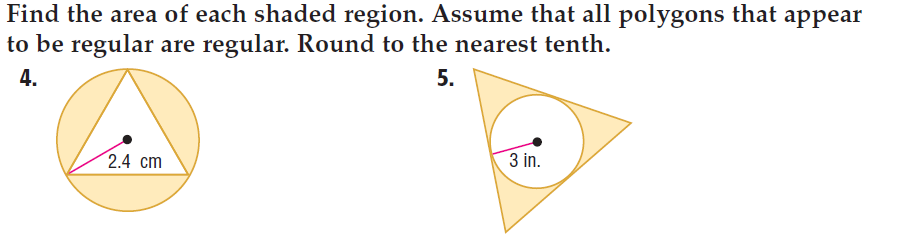 Find the area of each shaded region. Assume that all polygons that appear
to be regular are regular. Round to the nearest tenth.
4.
2.4 cm
5.
3 in.